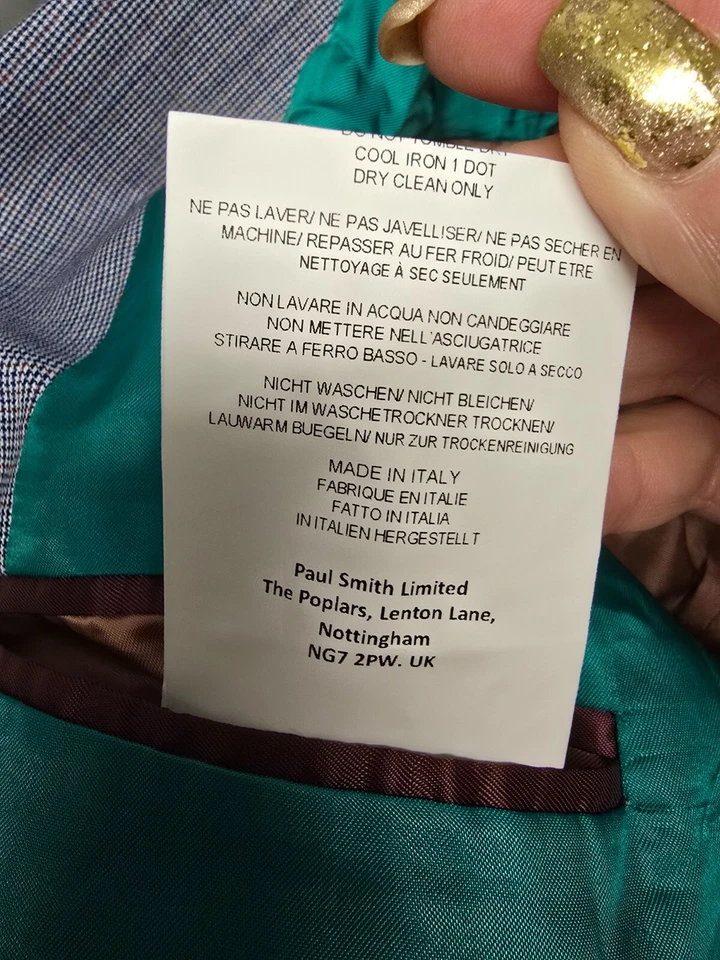 DO NOT TUMBLE DRY
COOL IRON 1 DOT
DRY CLEAN ONLY
NE PAS LAVER/ NE PAS JAVELLISER/ NE PAS SECHER EN
MACHINE/ REPASSER AU FER FROID/ PEUT ETRE
NETTOYAGE À SEC SEULEMENT
NON LAVARE IN ACQUA NON CANDEGGIARE
NON METTERE NELL'ASCIUGATRICE
STIRARE A FERRO BASSO - LAVARE SOLO A SECCO
NICHT WASCHEN/ NICHT BLEICHEN/
NICHT IM WASCHETROCKNER TROCKNEN/
LAUWARM BUEGELN/ NUR ZUR TROCKENREINIGUNG
MADE IN ITALY
FABRIQUE EN ITALIE
FATTO IN ITALIA
IN ITALIEN HERGESTELLT
Paul Smith Limited
The Poplars, Lenton Lane,
Nottingham
NG7 2PW. UK